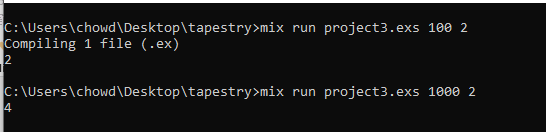 C:\Users\chowd\Desktop\tapestry>mix run project3.exs 100 2
Compiling 1 file (.ex)
2
C:\Users\chowd\Desktop\tapestry>mix run project3.exs 1000 2
4